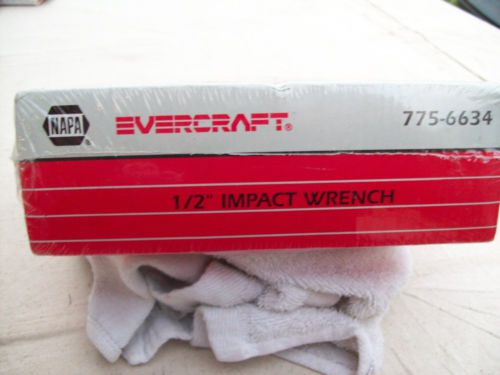 NAPA® EVERCRAFT® 775-6634
1/2" IMPACT WRENCH